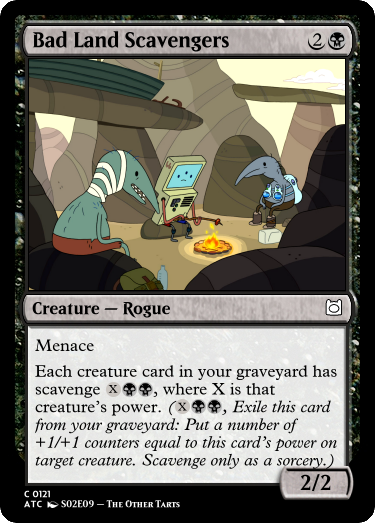 Bad Land Scavengers 2
Creature — Rogue
Menace
Each creature card in your graveyard has
scavenge X, where X is that
creature's power. (X, Exile this card
from your graveyard: Put a number of
+1/+1 counters equal to this card's power on
target creature. Scavenge only as a sorcery.)
2/2
C 0121
ATC S02E09 – The Other Tarts